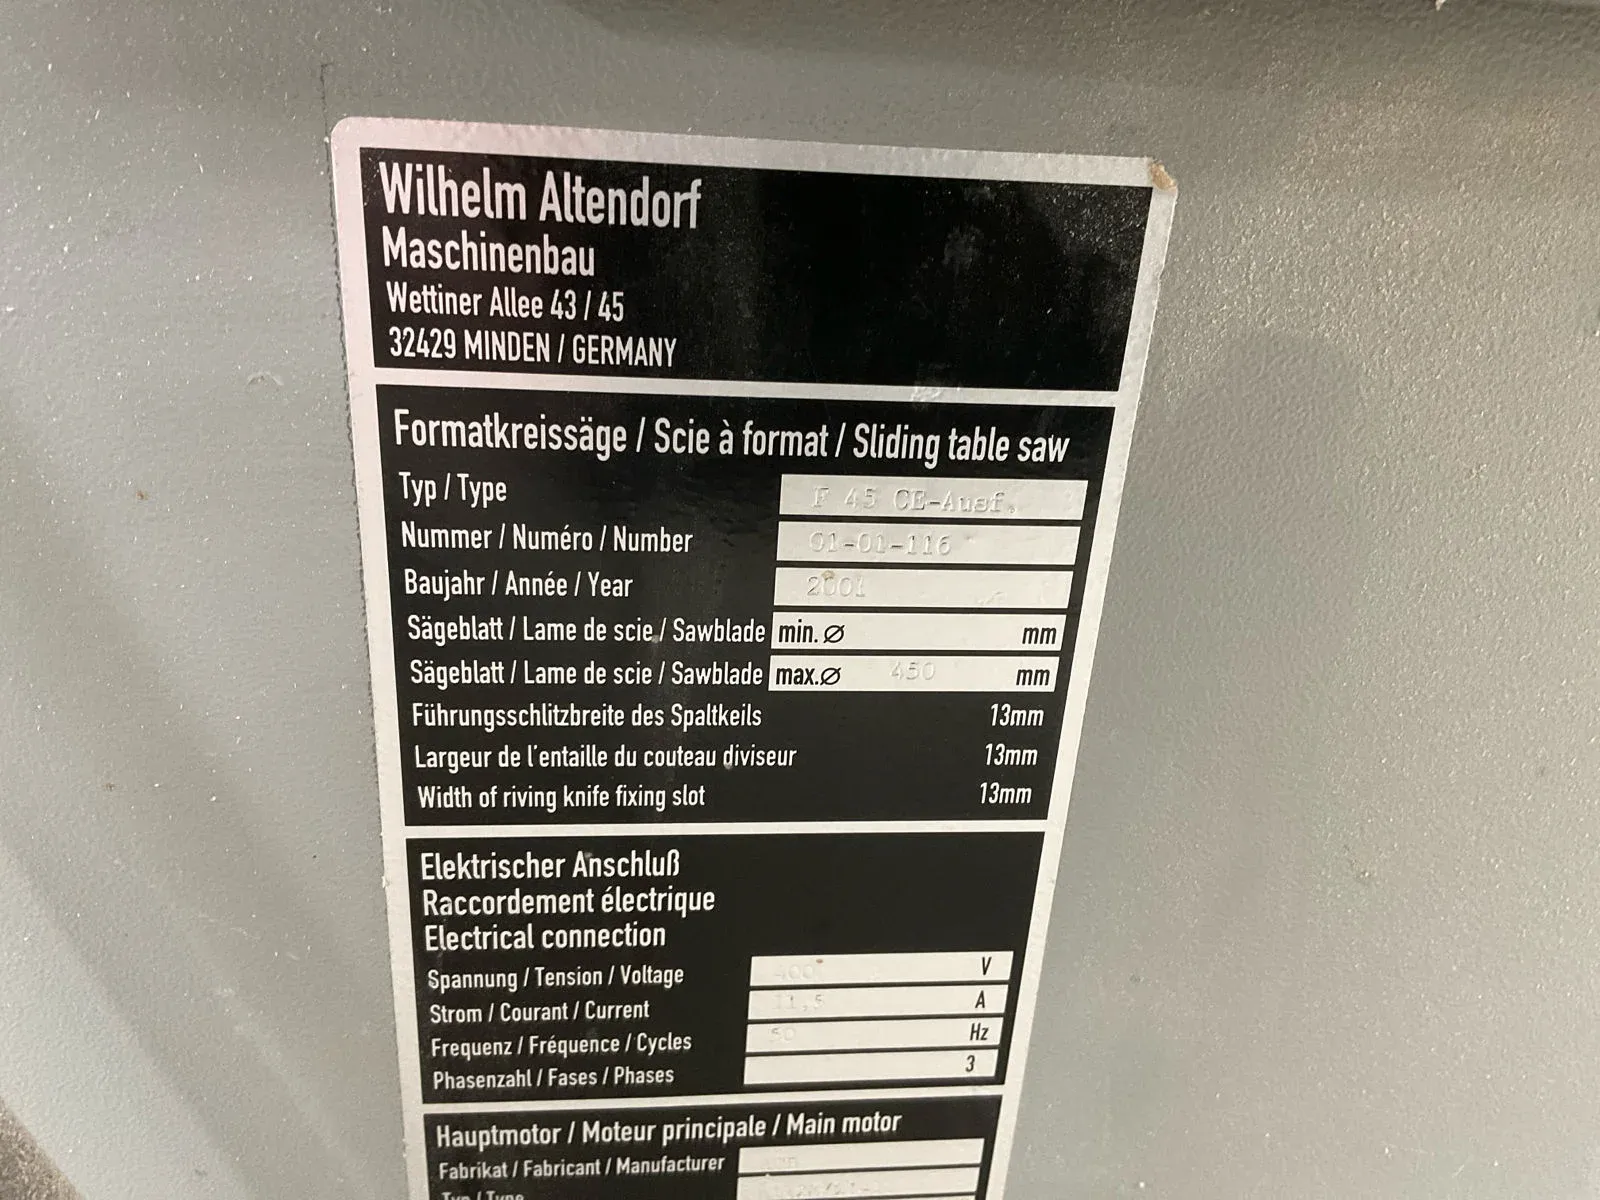 Wilhelm Altendorf
Maschinenbau
Wettiner Allee 43 / 45
32429 MINDEN / GERMANY
Formatkreissäge / Scie à format / Sliding table saw
Typ / Type F 45 CE-Ausf.
Nummer / Numéro / Number 01-01-116
Baujahr / Année / Year 2001
Sägeblatt / Lame de scie / Sawblade min. Ø mm
Sägeblatt / Lame de scie / Sawblade max. Ø 450 mm
Führungsschlitzbreite des Spaltkeils 13mm
Largeur de l'entaille du couteau diviseur 13mm
Width of riving knife fixing slot 13mm
Elektrischer Anschluß
Raccordement électrique
Electrical connection
Spannung / Tension / Voltage 400 V
Strom / Courant / Current 11,5 A
Frequenz / Fréquence / Cycles 50 Hz
Phasenzahl / Fases / Phases 3
Hauptmotor / Moteur principale / Main motor
Fabrikat / Fabricant / Manufacturer
Typ / Type